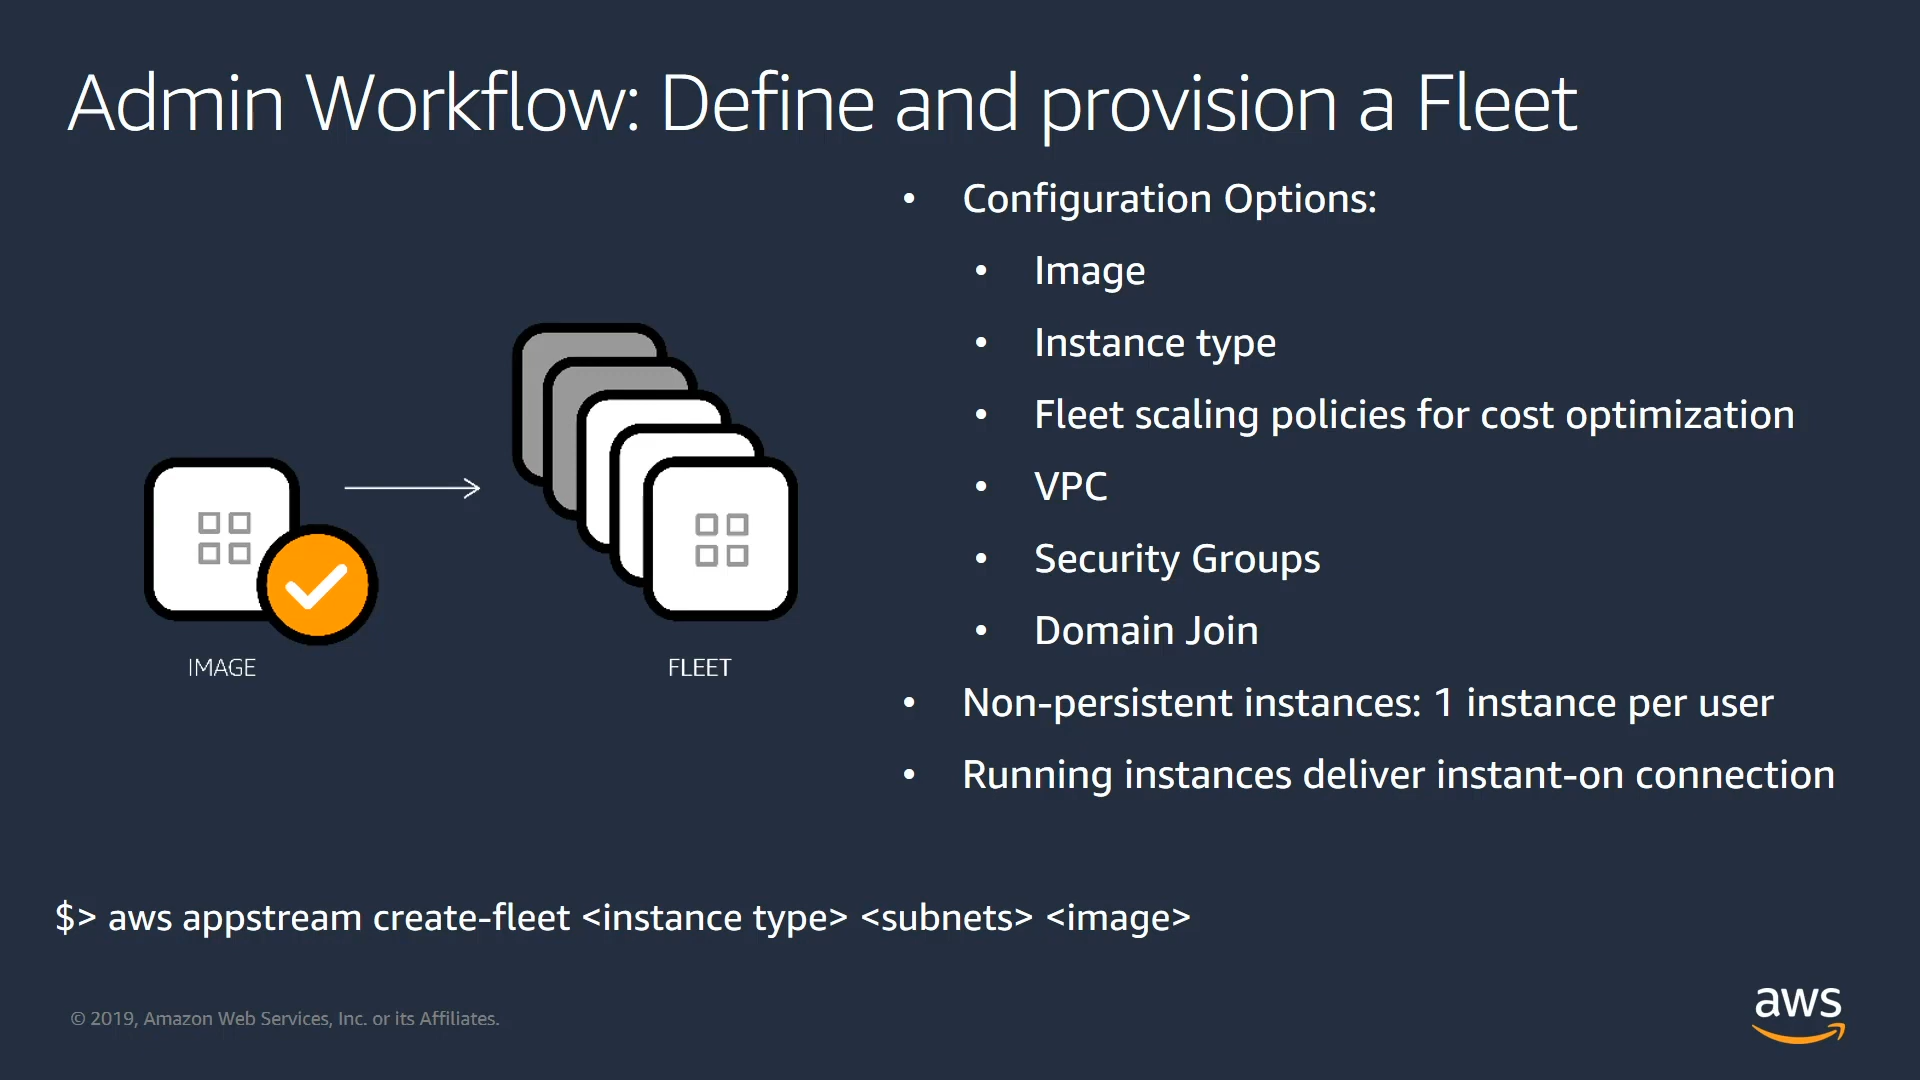 Admin Workflow: Define and provision a Fleet
• Configuration Options:
• Image
• Instance type
• Fleet scaling policies for cost optimization
• VPC
• Security Groups
• Domain Join
• Non-persistent instances: 1 instance per user
• Running instances deliver instant-on connection
IMAGE
FLEET
$> aws appstream create-fleet <instance type> <subnets> <image>
© 2019, Amazon Web Services, Inc. or its Affiliates.
aws